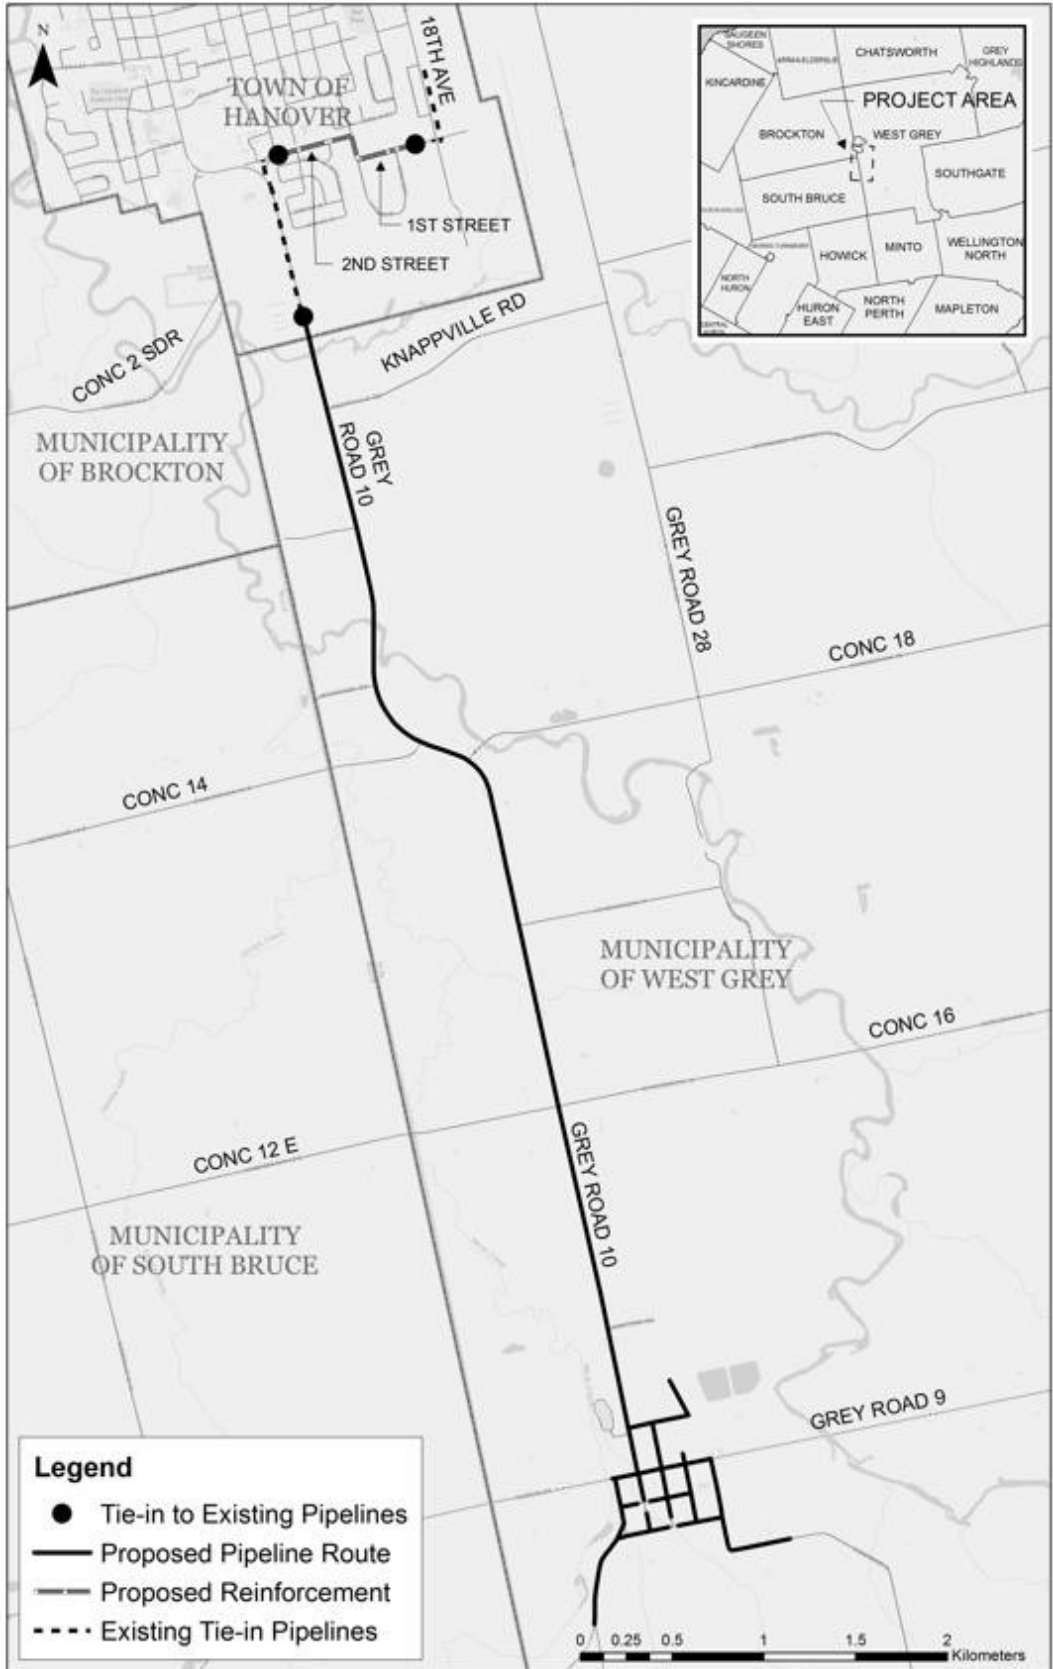 N
18TH AVE
TOWN OF
HANOVER
1ST STREET
2ND STREET
SAUGEEN
SHORES
CHATSWORTH
GREY
HIGHLANDS
KINCARDINE
PROJECT AREA
BROCKTON
WEST GREY
SOUTHGATE
SOUTH BRUCE
HOWICK
MINTO
WELLINGTON
NORTH
NORTH
HURON
HURON
EAST
NORTH
PERTH
MAPLETON
CONC 2 SDR
KNAPPVILLE RD
MUNICIPALITY
OF BROCKTON
GREY
ROAD 10
GREY ROAD 28
CONC 18
CONC 14
MUNICIPALITY
OF WEST GREY
CONC 16
CONC 12 E
GREY ROAD 10
MUNICIPALITY
OF SOUTH BRUCE
GREY ROAD 9
Legend
Tie-in to Existing Pipelines
Proposed Pipeline Route
Proposed Reinforcement
Existing Tie-in Pipelines
0 0.25 0.5 1 1.5 2
Kilometers